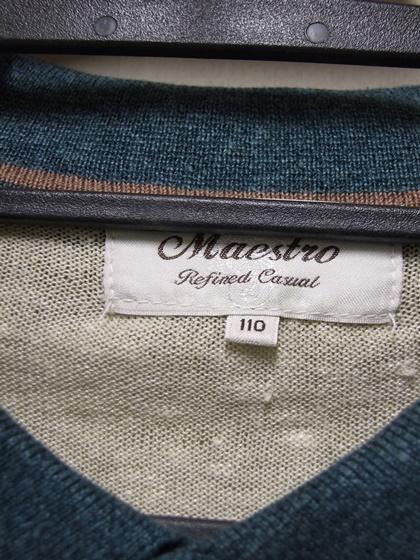 Maestro
Refined Casual
110